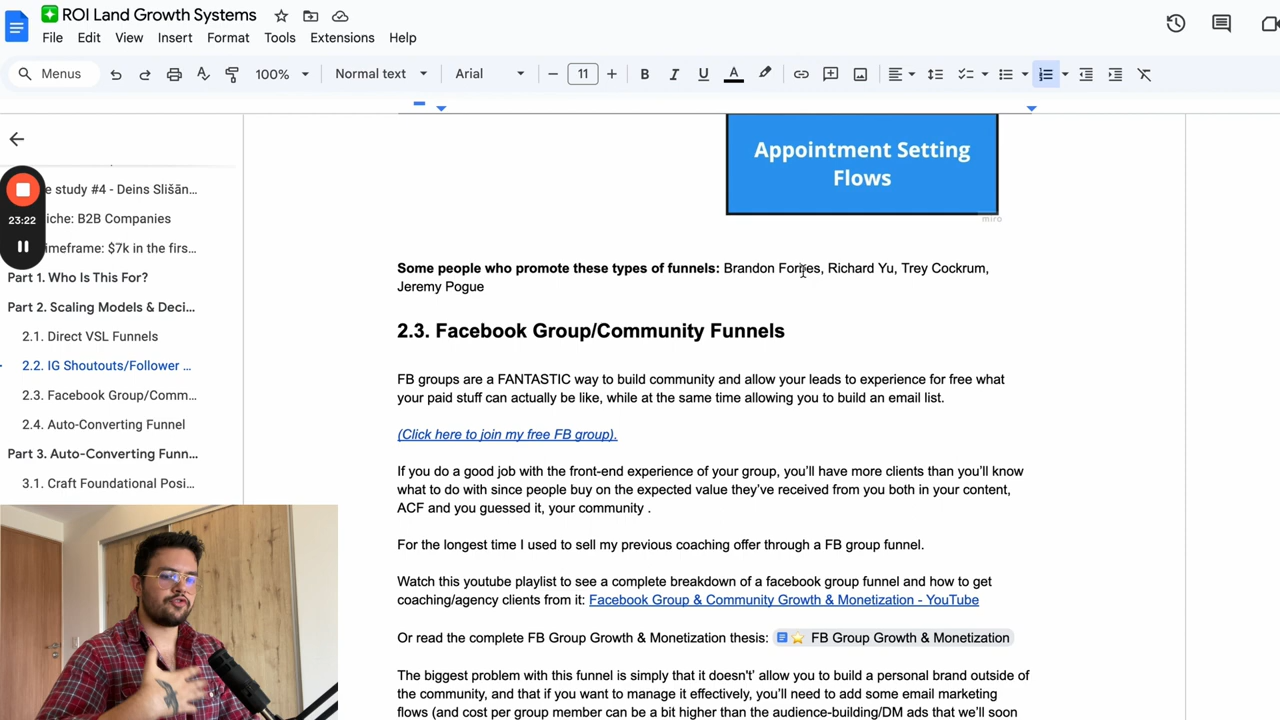 ROI Land Growth Systems
File Edit View Insert Format Tools Extensions Help
Menus 100% Normal text Arial 11
Appointment Setting
Flows
miro
23:22
e study #4 - Deins Slišān...
iche: B2B Companies
imeframe: $7k in the firs...
Part 1. Who Is This For?
Part 2. Scaling Models & Deci...
2.1. Direct VSL Funnels
2.2. IG Shoutouts/Follower ...
2.3. Facebook Group/Comm...
2.4. Auto-Converting Funnel
Part 3. Auto-Converting Funn...
3.1. Craft Foundational Posi...
Some people who promote these types of funnels: Brandon Richard Yu, Trey Cockrum,
Jeremy Pogue
2.3. Facebook Group/Community Funnels
FB groups are a FANTASTIC way to build community and allow your leads to experience for free what
your paid stuff can actually be like, while at the same time allowing you to build an email list.
(Click here to join my free FB group).
If you do a good job with the front-end experience of your group, you'll have more clients than you'll know
what to do with since people buy on the expected value they've received from you both in your content,
ACF and you guessed it, your community .
For the longest time I used to sell my previous coaching offer through a FB group funnel.
Watch this youtube playlist to see a complete breakdown of a facebook group funnel and how to get
coaching/agency clients from it: Facebook Group & Community Growth & Monetization - YouTube
Or read the complete FB Group Growth & Monetization thesis: FB Group Growth & Monetization
The biggest problem with this funnel is simply that it doesn't' allow you to build a personal brand outside of
the community, and that if you want to manage it effectively, you'll need to add some email marketing
flows (and cost per group member can be a bit higher than the audience-building/DM ads that we'll soon